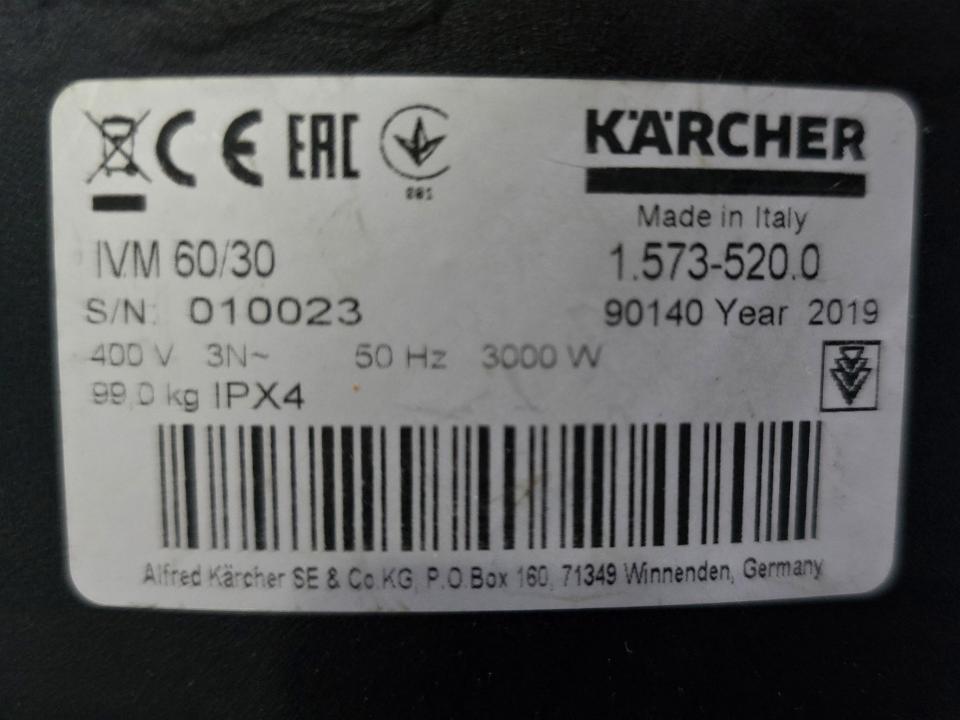 CE EAC
001
KÄRCHER
Made in Italy
IVM 60/30
1.573-520.0
S/N: 010023
90140 Year 2019
400 V 3N~ 50 Hz 3000 W
99,0 kg IPX4
Alfred Kärcher SE & Co.KG, P.O.Box 160, 71349 Winnenden, Germany